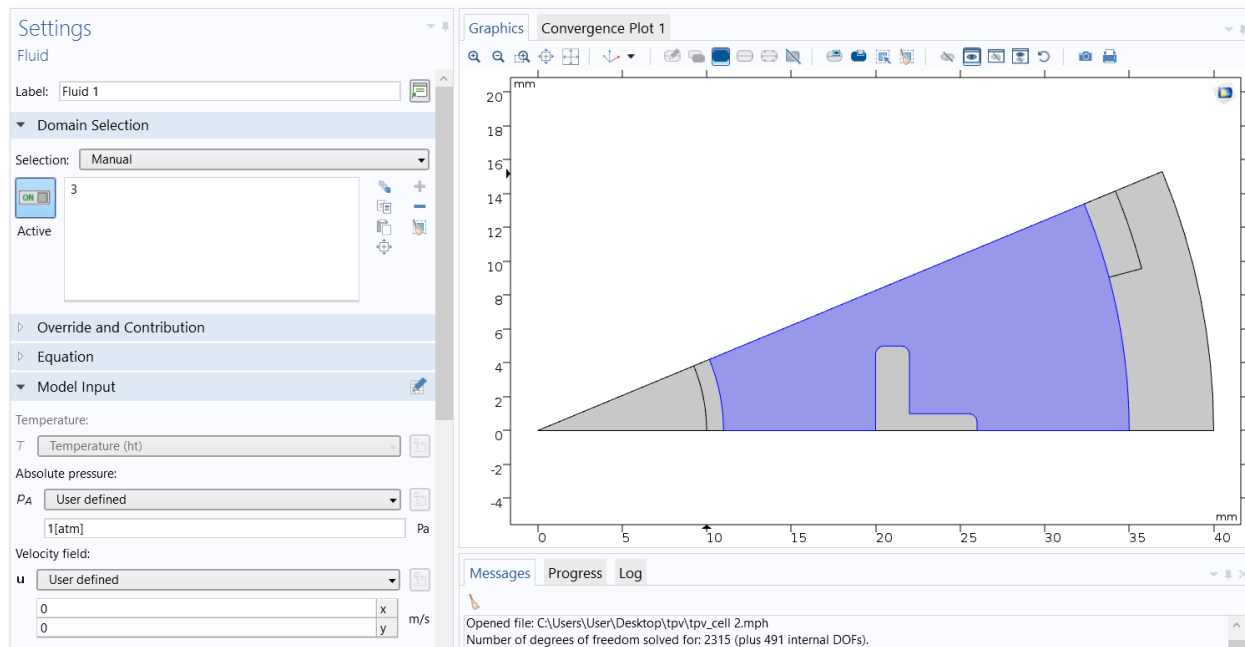 Settings
Fluid
Label: Fluid 1
Domain Selection
Selection: Manual
ON
Active
3
Override and Contribution
Equation
Model Input
Temperature:
T Temperature (ht)
Absolute pressure:
pA User defined
1[atm] Pa
Velocity field:
u User defined
0 x
0 y
m/s
Graphics Convergence Plot 1
mm
20
18
16
14
12
10
8
6
4
2
0
-2
-4
mm
0 5 10 15 20 25 30 35 40
Messages Progress Log
Opened file: C:\Users\User\Desktop\tpv\tpv_cell 2.mph
Number of degrees of freedom solved for: 2315 (plus 491 internal DOFs).